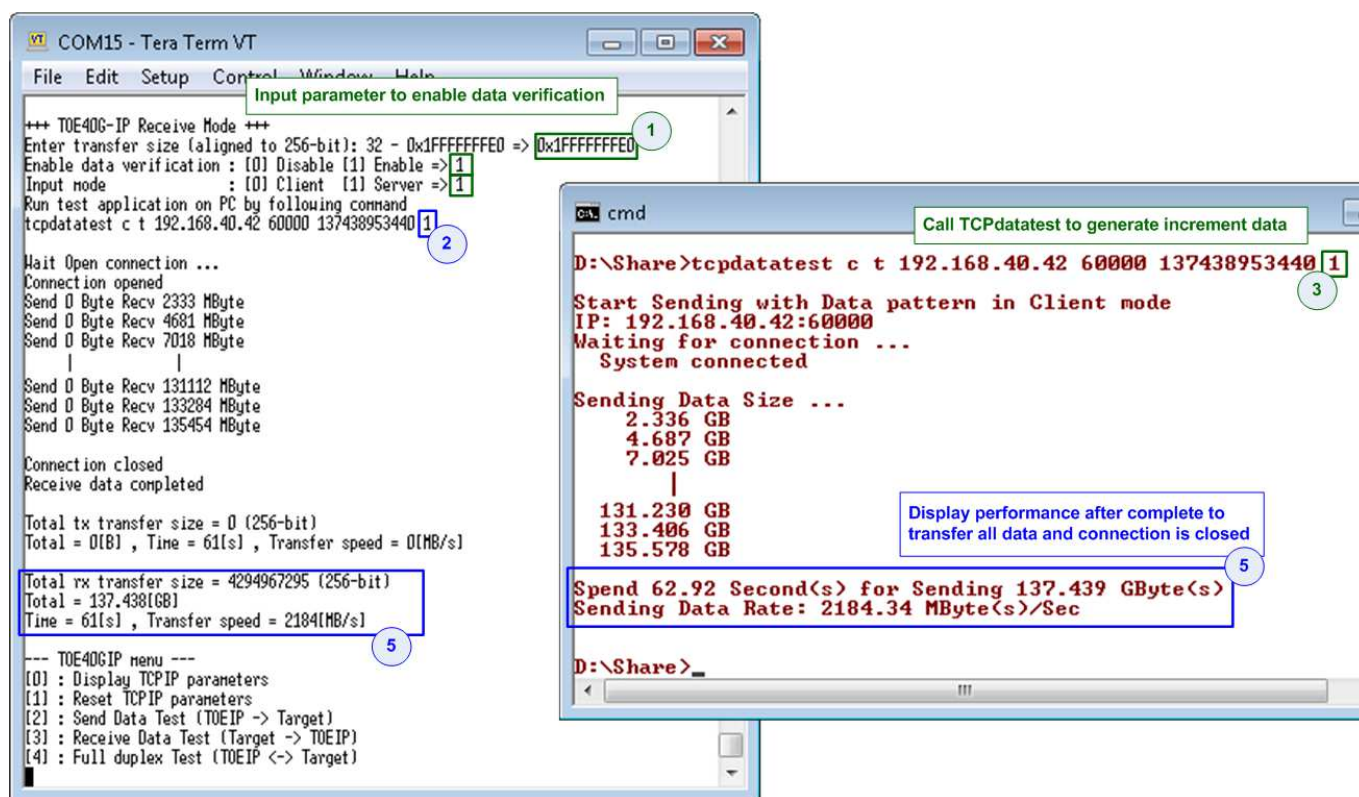 COM15 - Tera Term VT
File Edit Setup Control Window Help
Input parameter to enable data verification
+++ TOE40G-IP Receive Mode +++
1
Enter transfer size (aligned to 256-bit): 32 - 0x1FFFFFFFE0 => 0x1FFFFFFFE0
Enable data verification : [0] Disable [1] Enable => 1
Input mode : [0] Client [1] Server => 1
Run test application on PC by following command
tcpdatatest c t 192.168.40.42 60000 137438953440 1
2
Wait Open connection ...
Connection opened
Send 0 Byte Recv 2333 MByte
Send 0 Byte Recv 4681 MByte
Send 0 Byte Recv 7018 MByte
| |
Send 0 Byte Recv 131112 MByte
Send 0 Byte Recv 133284 MByte
Send 0 Byte Recv 135454 MByte
Connection closed
Receive data completed
Total tx transfer size = 0 (256-bit)
Total = 0[B] , Time = 61[s] , Transfer speed = 0[MB/s]
Total rx transfer size = 4294967295 (256-bit)
Total = 137.438[GB]
Time = 61[s] , Transfer speed = 2184[MB/s]
5
--- TOE40GIP menu ---
[0] : Display TCPIP parameters
[1] : Reset TCPIP parameters
[2] : Send Data Test (TOEIP -> Target)
[3] : Receive Data Test (Target -> TOEIP)
[4] : Full duplex Test (TOEIP <-> Target)
cmd
Call TCPdatatest to generate increment data
D:\Share>tcpdatatest c t 192.168.40.42 60000 137438953440 1
3
Start Sending with Data pattern in Client mode
IP: 192.168.40.42:60000
Waiting for connection ...
System connected
Sending Data Size ...
2.336 GB
4.687 GB
7.025 GB
|
131.230 GB
133.406 GB
135.578 GB
Display performance after complete to
transfer all data and connection is closed
5
Spend 62.92 Second(s) for Sending 137.439 GByte(s)
Sending Data Rate: 2184.34 MByte(s)/Sec
D:\Share>_